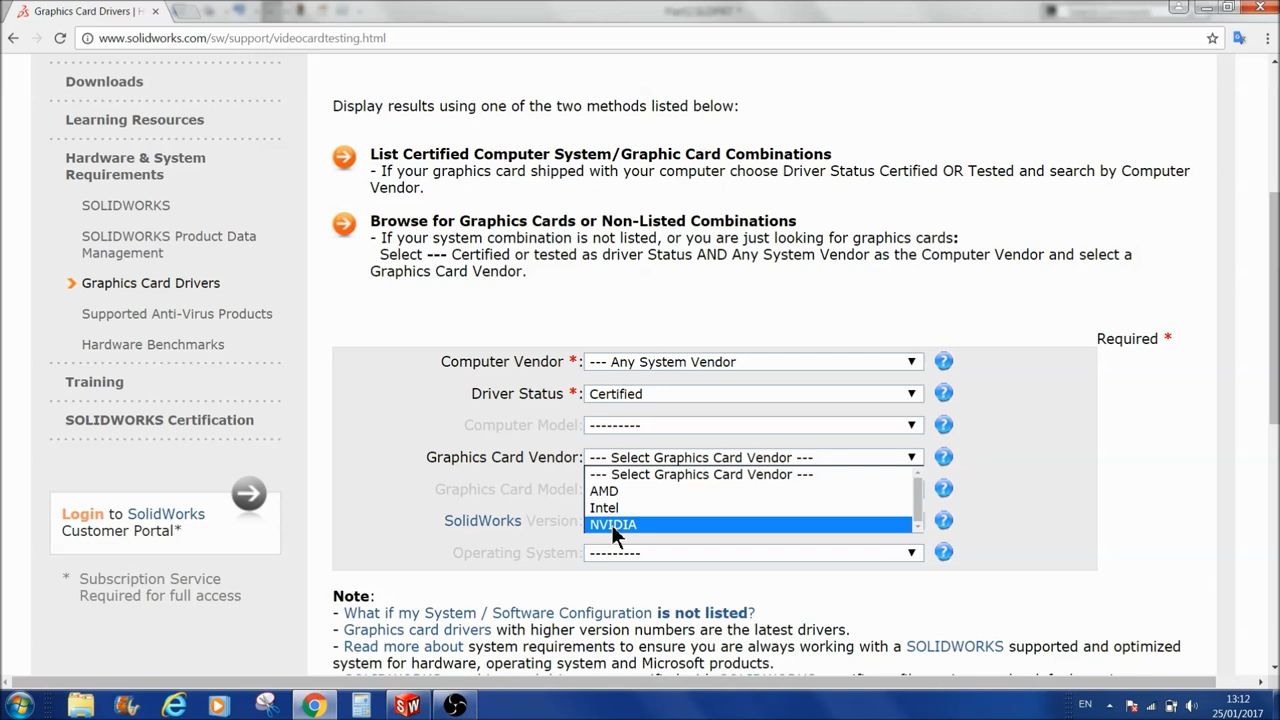 Graphics Card Drivers | H
www.solidworks.com/sw/support/videocardtesting.html
Downloads
Learning Resources
Hardware & System
Requirements
SOLIDWORKS
SOLIDWORKS Product Data
Management
Graphics Card Drivers
Supported Anti-Virus Products
Hardware Benchmarks
Training
SOLIDWORKS Certification
Login to SolidWorks
Customer Portal*
* Subscription Service
Required for full access
Display results using one of the two methods listed below:
List Certified Computer System/Graphic Card Combinations
- If your graphics card shipped with your computer choose Driver Status Certified OR Tested and search by Computer
Vendor.
Browse for Graphics Cards or Non-Listed Combinations
- If your system combination is not listed, or you are just looking for graphics cards:
Select --- Certified or tested as driver Status AND Any System Vendor as the Computer Vendor and select a
Graphics Card Vendor.
Required *
Computer Vendor *: --- Any System Vendor
Driver Status *: Certified
Computer Model: ---------
Graphics Card Vendor: --- Select Graphics Card Vendor ---
--- Select Graphics Card Vendor ---
AMD
Graphics Card Model:
Intel
SolidWorks Version:
NVIDIA
Operating System: ---------
Note:
- What if my System / Software Configuration is not listed?
- Graphics card drivers with higher version numbers are the latest drivers.
- Read more about system requirements to ensure you are always working with a SOLIDWORKS supported and optimized
system for hardware, operating system and Microsoft products.
EN
13:12
25/01/2017